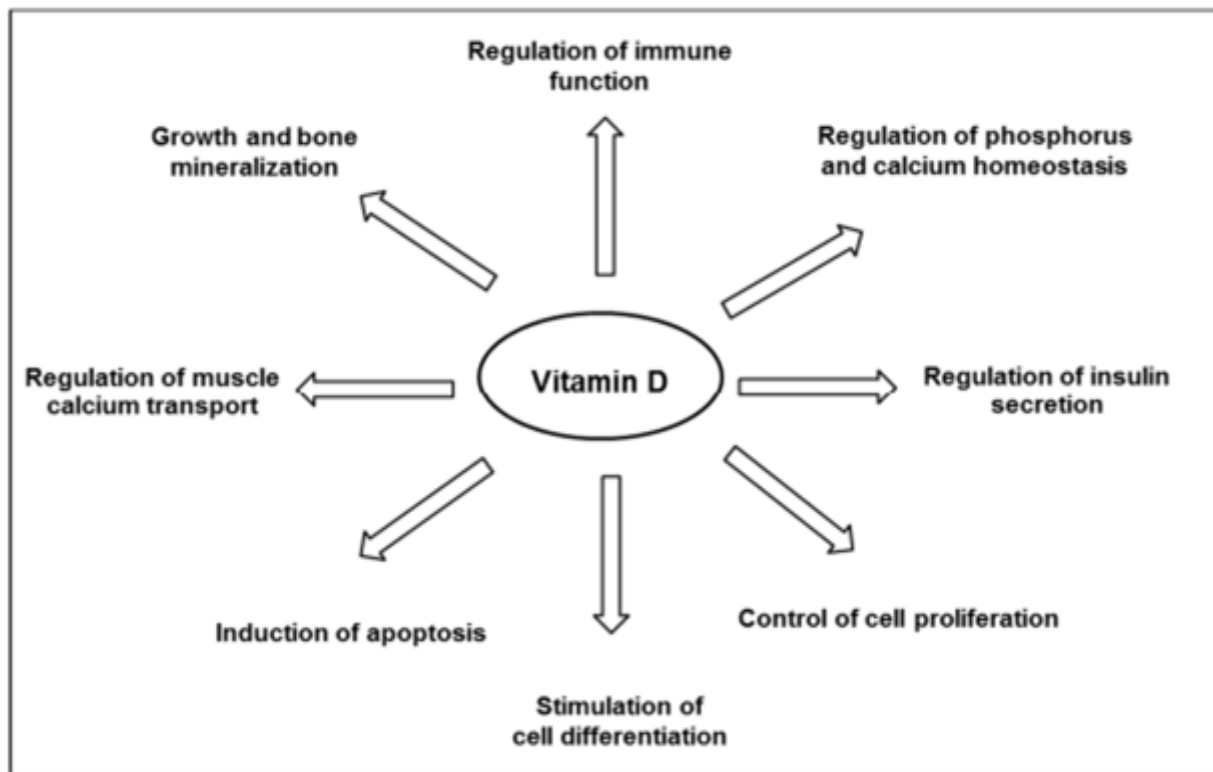 Regulation of immune
function
Growth and bone
mineralization
Regulation of phosphorus
and calcium homeostasis
Vitamin D
Regulation of muscle
calcium transport
Regulation of insulin
secretion
Induction of apoptosis
Control of cell proliferation
Stimulation of
cell differentiation